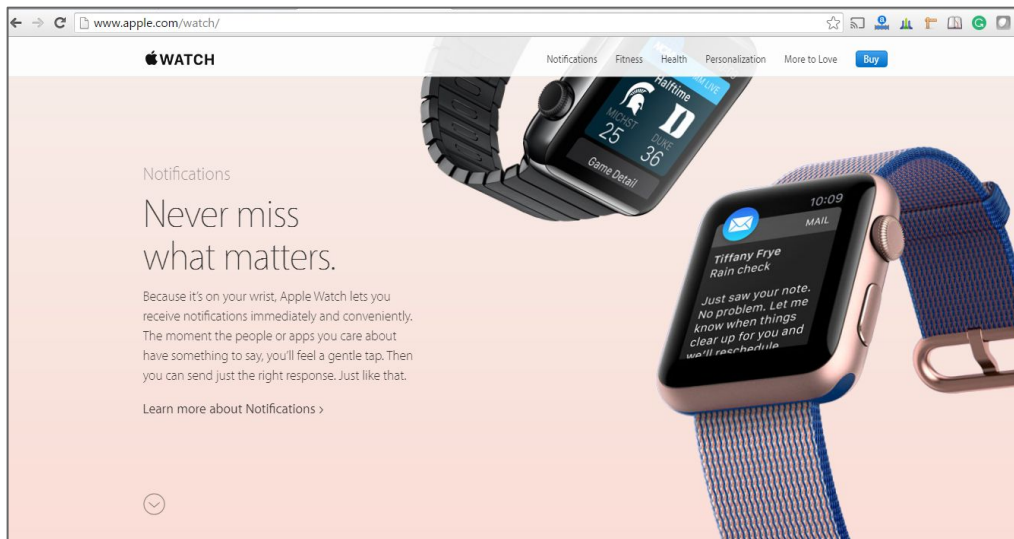 www.apple.com/watch/
WATCH
Notifications Fitness Health Personalization More to Love Buy
Halftime
MICHST DUKE
25 36
Game Detail
Notifications
Never miss
what matters.
Because it's on your wrist, Apple Watch lets you
receive notifications immediately and conveniently.
The moment the people or apps you care about
have something to say, you'll feel a gentle tap. Then
you can send just the right response. Just like that.
Learn more about Notifications >
10:09
MAIL
Tiffany Frye
Rain check
Just saw your note.
No problem. Let me
know when things
clear up for you and
we'll reschedule